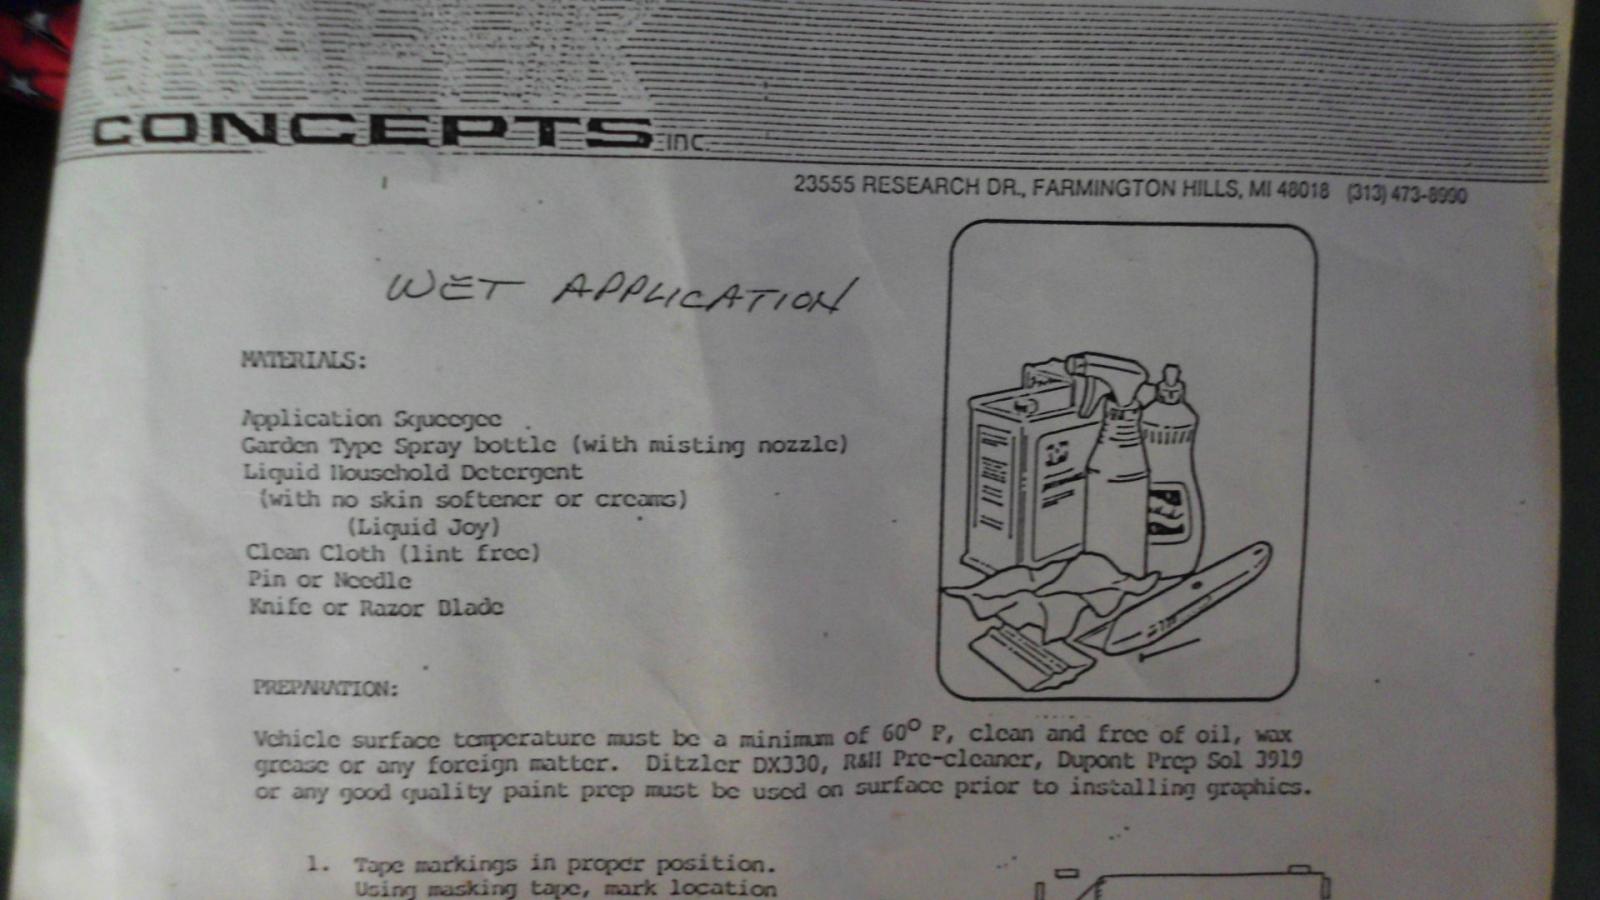 CONCEPTS inc.
23555 RESEARCH DR., FARMINGTON HILLS, MI 48018 (313) 473-8990
WET APPLICATION
MATERIALS:
Application Squeegee
Garden Type Spray bottle (with misting nozzle)
Liquid Household Detergent
(with no skin softener or creams)
(Liquid Joy)
Clean Cloth (lint free)
Pin or Needle
Knife or Razor Blade
PREPARATION:
Vehicle surface temperature must be a minimum of 60° F, clean and free of oil, wax
grease or any foreign matter. Ditzler DX330, R&H Pre-cleaner, Dupont Prep Sol 3919
or any good quality paint prep must be used on surface prior to installing graphics.
1. Tape markings in proper position.
Using masking tape, mark location